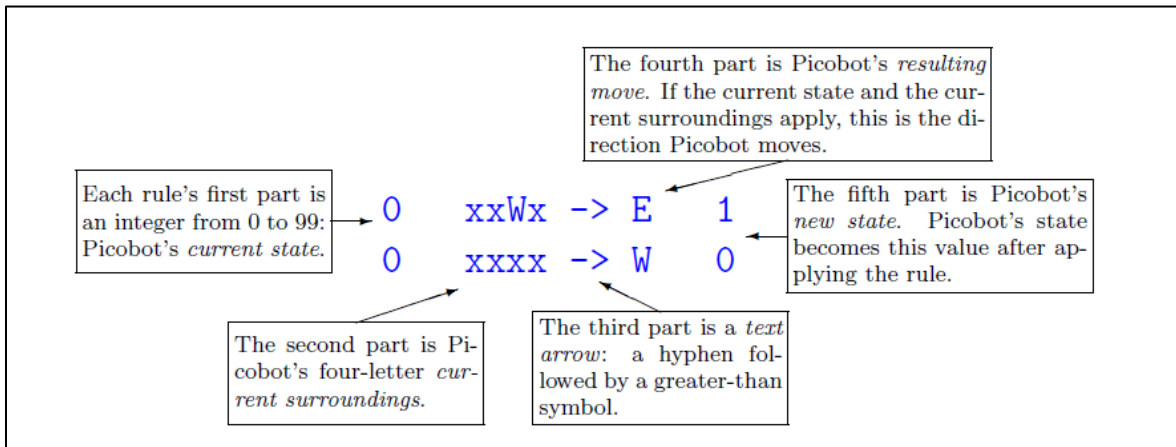 The fourth part is Picobot's resulting
move. If the current state and the cur-
rent surroundings apply, this is the di-
rection Picobot moves.
Each rule's first part is
an integer from 0 to 99:
Picobot's current state.
0 xxWx -> E 1
0 xxxx -> W 0
The fifth part is Picobot's
new state. Picobot's state
becomes this value after ap-
plying the rule.
The second part is Pi-
cobot's four-letter cur-
rent surroundings.
The third part is a text
arrow: a hyphen fol-
lowed by a greater-than
symbol.